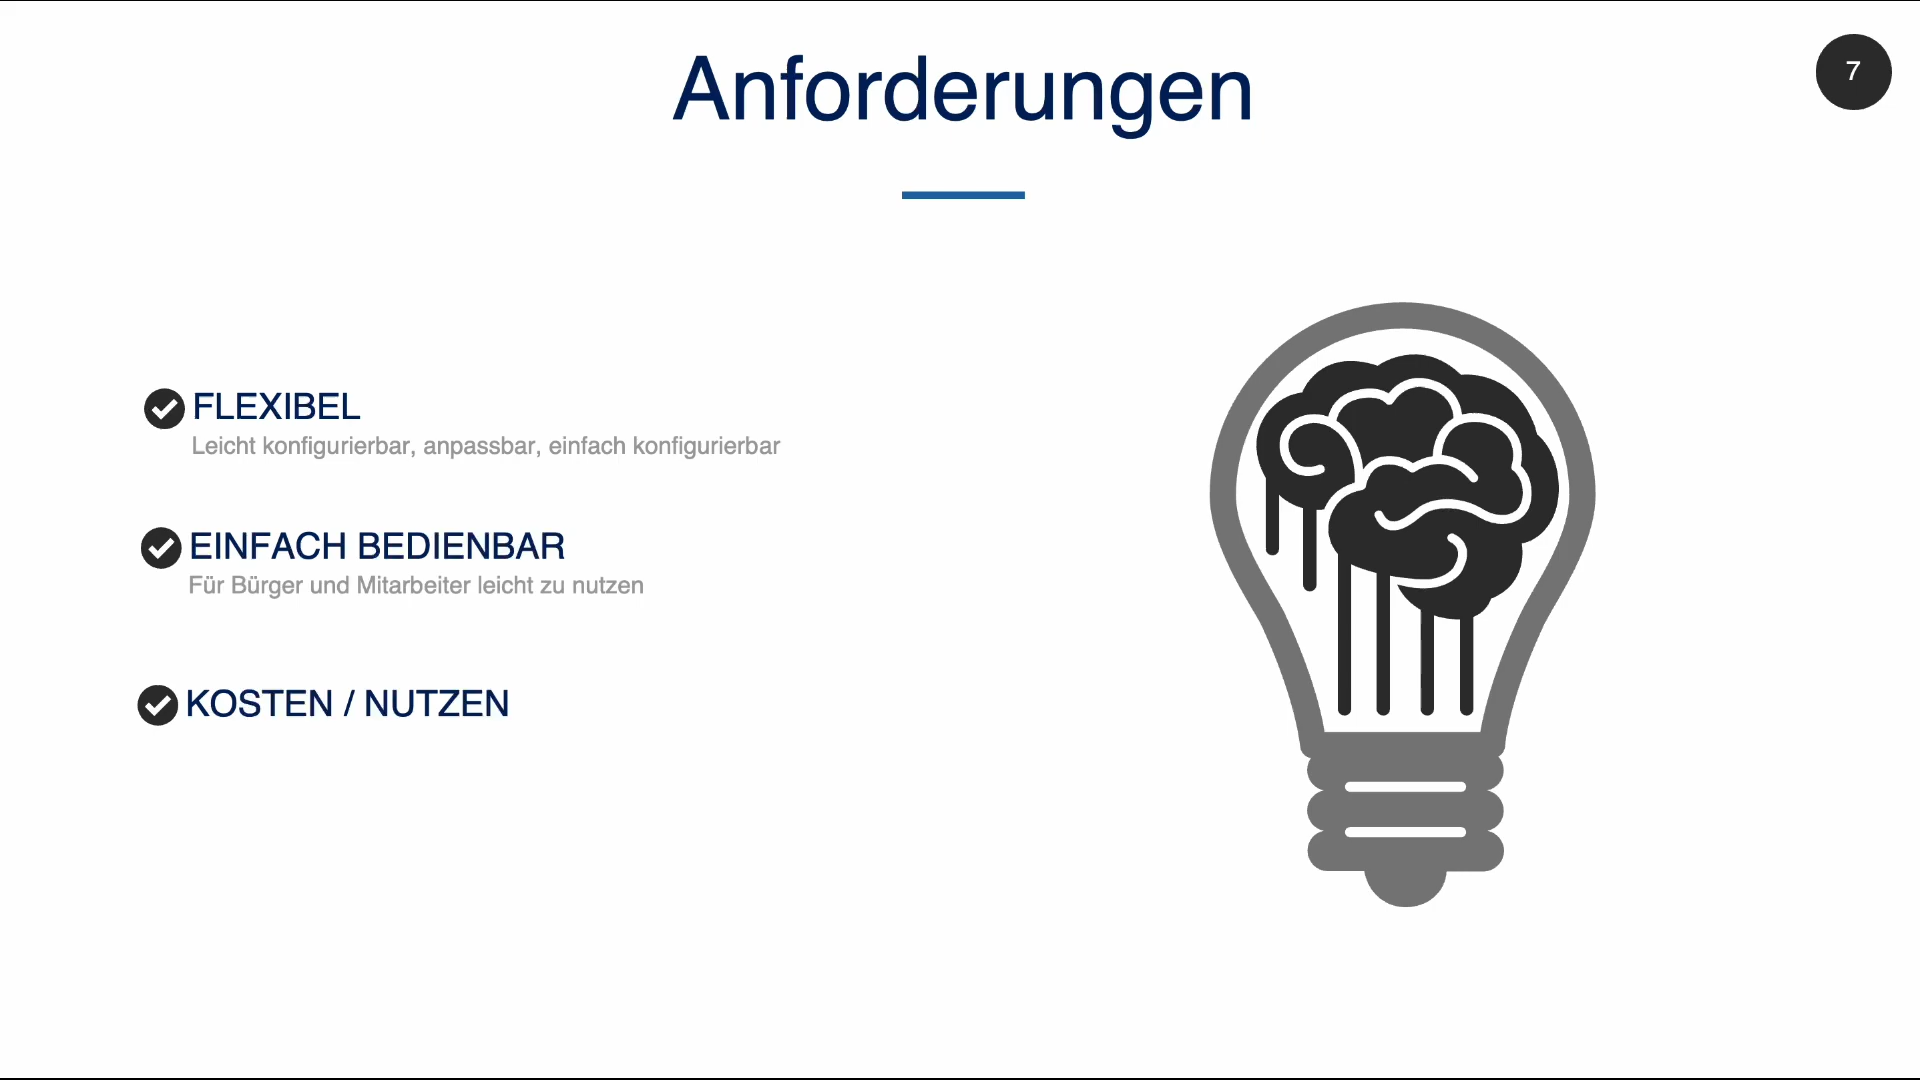 Anforderungen
7
FLEXIBEL
Leicht konfigurierbar, anpassbar, einfach konfigurierbar
EINFACH BEDIENBAR
Für Bürger und Mitarbeiter leicht zu nutzen
KOSTEN / NUTZEN